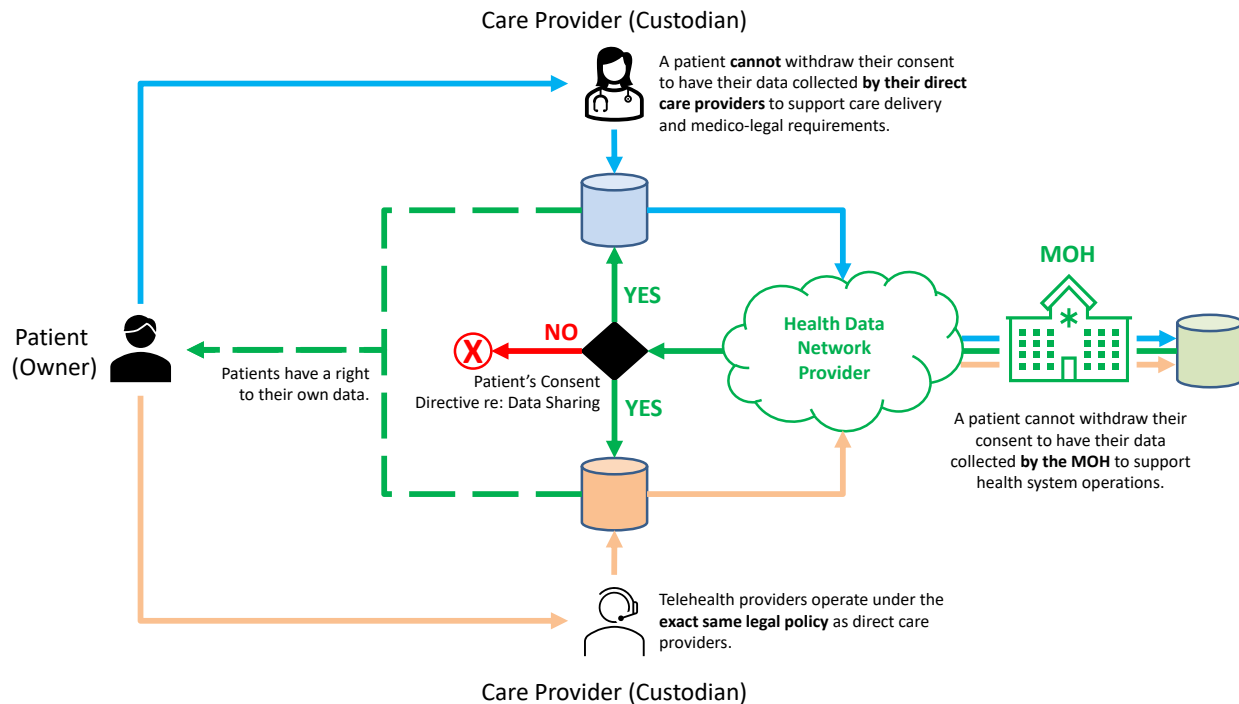 Care Provider (Custodian)
A patient cannot withdraw their consent
to have their data collected by their direct
care providers to support care delivery
and medico-legal requirements.
MOH
YES
Health Data
Network
Provider
NO
X
Patient
(Owner)
Patients have a right
to their own data.
Patient’s Consent
Directive re: Data Sharing
YES
A patient cannot withdraw their
consent to have their data
collected by the MOH to support
health system operations.
Telehealth providers operate under the
exact same legal policy as direct care
providers.
Care Provider (Custodian)